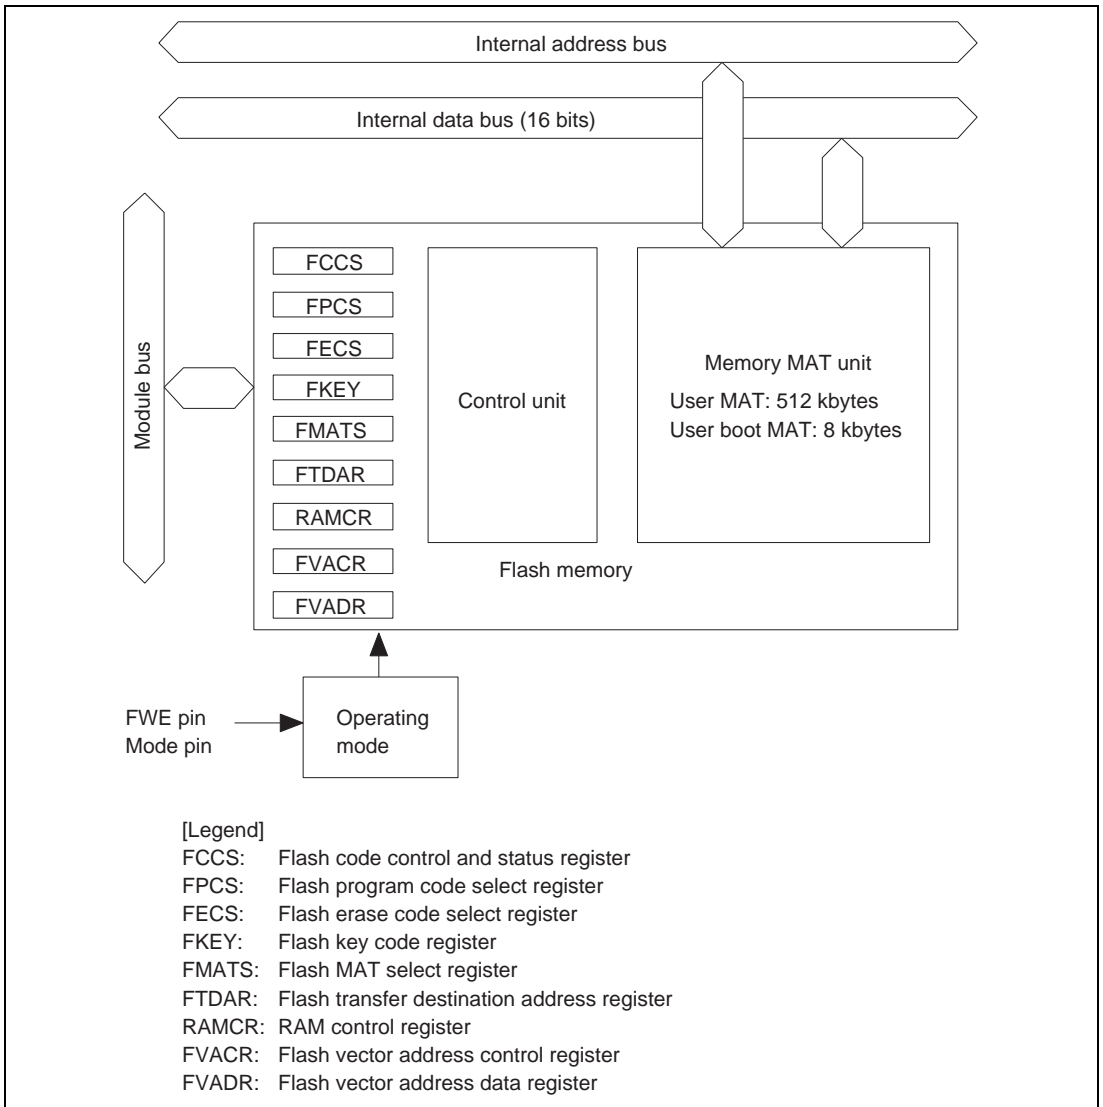 Internal address bus
Internal data bus (16 bits)
Module bus
FCCS
FPCS
FECS
FKEY
FMATS
FTDAR
RAMCR
FVACR
FVADR
Control unit
Memory MAT unit
User MAT: 512 kbytes
User boot MAT: 8 kbytes
Flash memory
FWE pin
Mode pin
Operating
mode
[Legend]
FCCS: Flash code control and status register
FPCS: Flash program code select register
FECS: Flash erase code select register
FKEY: Flash key code register
FMATS: Flash MAT select register
FTDAR: Flash transfer destination address register
RAMCR: RAM control register
FVACR: Flash vector address control register
FVADR: Flash vector address data register